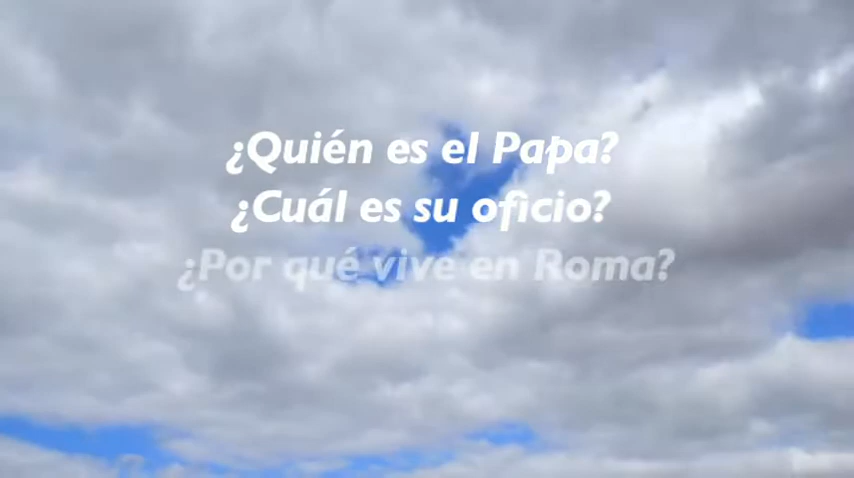 ¿Quién es el Papa?
¿Cuál es su oficio?
¿Por qué vive en Roma?